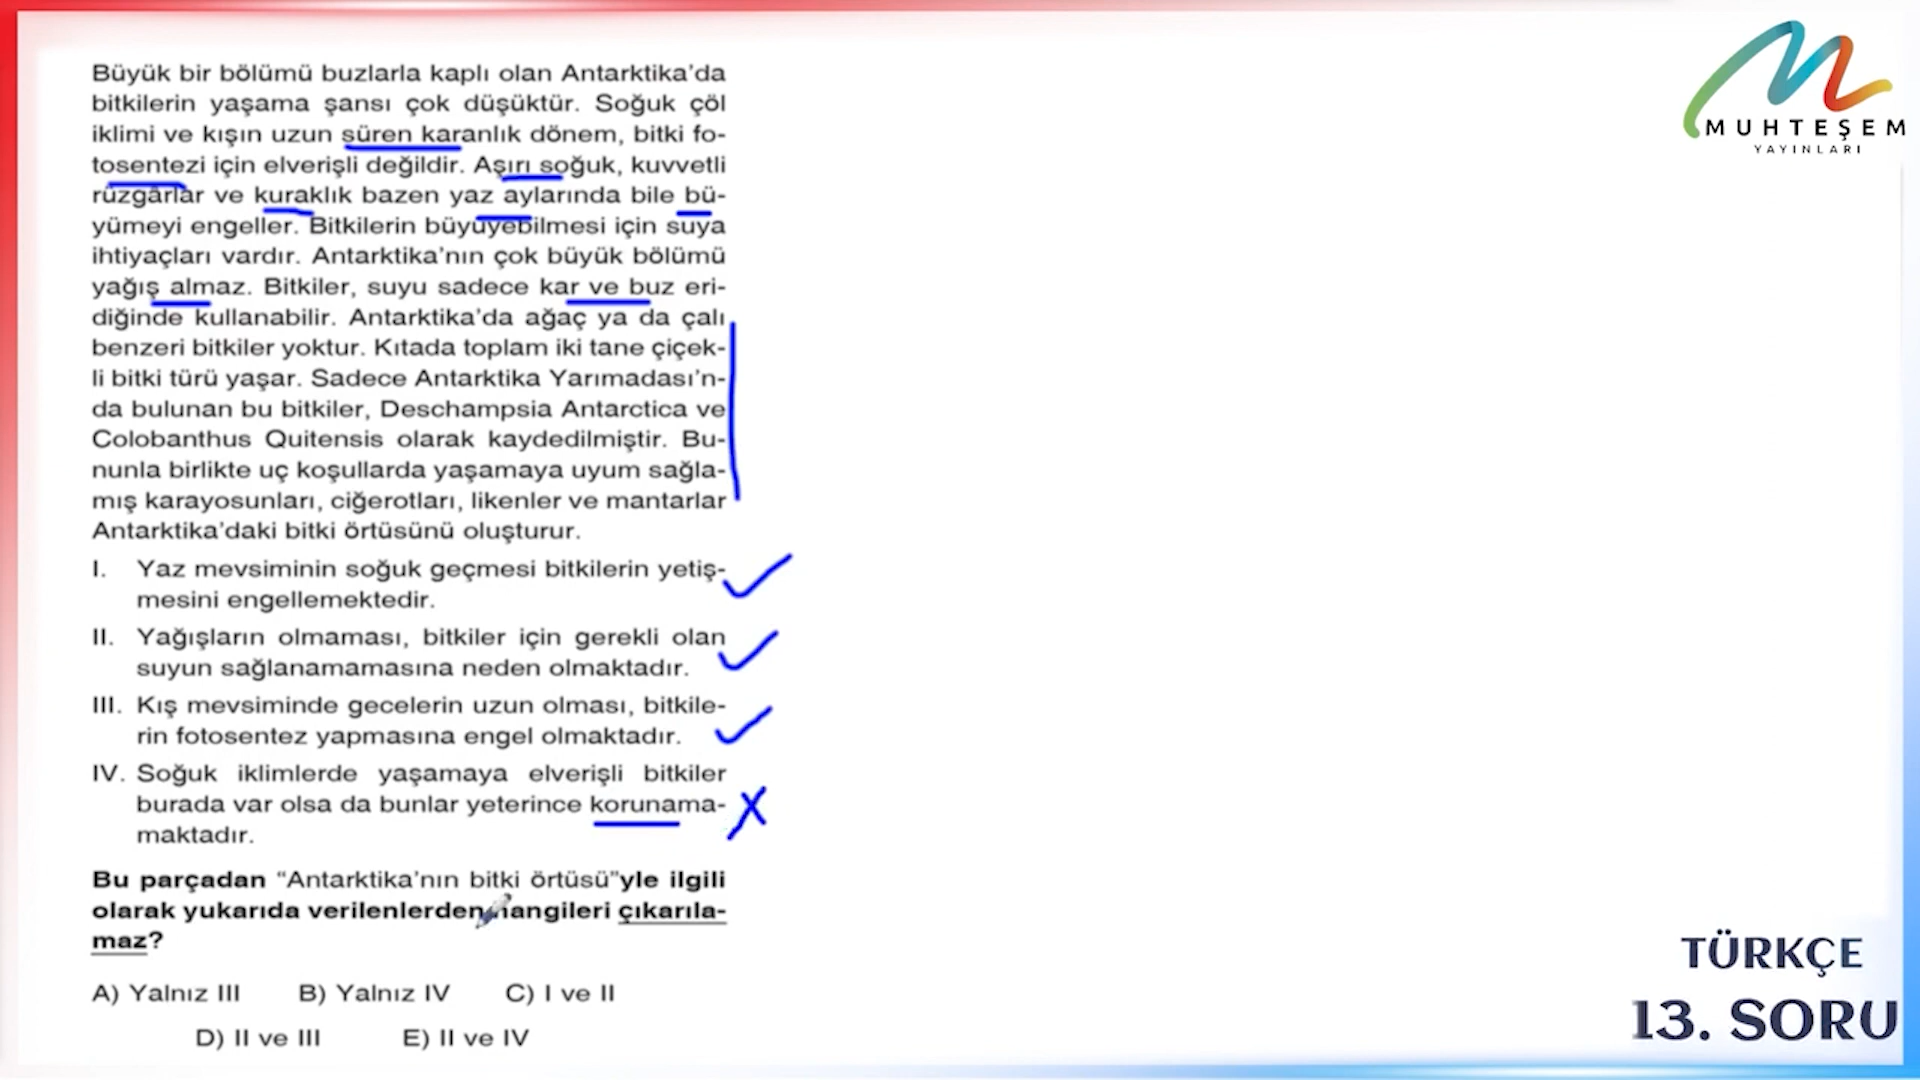 Büyük bir bölümü buzlarla kaplı olan Antarktika’da
bitkilerin yaşama şansı çok düşüktür. Soğuk çöl
iklimi ve kışın uzun süren karanlık dönem, bitki fo-
tosentezi için elverişli değildir. Aşırı soğuk, kuvvetli
rüzgârlar ve kuraklık bazen yaz aylarında bile bü-
yümeyi engeller. Bitkilerin büyüyebilmesi için suya
ihtiyaçları vardır. Antarktika’nın çok büyük bölümü
yağış almaz. Bitkiler, suyu sadece kar ve buz eri-
diğinde kullanabilir. Antarktika’da ağaç ya da çalı
benzeri bitkiler yoktur. Kıtada toplam iki tane çiçek-
li bitki türü yaşar. Sadece Antarktika Yarımadası’n-
da bulunan bu bitkiler, Deschampsia Antarctica ve
Colobanthus Quitensis olarak kaydedilmiştir. Bu-
nunla birlikte uç koşullarda yaşamaya uyum sağla-
mış karayosunları, ciğerotları, likenler ve mantarlar
Antarktika’daki bitki örtüsünü oluşturur.
I. Yaz mevsiminin soğuk geçmesi bitkilerin yetiş-
mesini engellemektedir.
II. Yağışların olmaması, bitkiler için gerekli olan
suyun sağlanamamasına neden olmaktadır.
III. Kış mevsiminde gecelerin uzun olması, bitkile-
rin fotosentez yapmasına engel olmaktadır.
IV. Soğuk iklimlerde yaşamaya elverişli bitkiler
burada var olsa da bunlar yeterince korunama-
maktadır.
Bu parçadan “Antarktika’nın bitki örtüsü”yle ilgili
olarak yukarıda verilenlerden hangileri çıkarıla-
maz?
A) Yalnız III B) Yalnız IV C) I ve II
D) II ve III E) II ve IV
MUHTEŞEM
YAYINLARI
TÜRKÇE
13. SORU